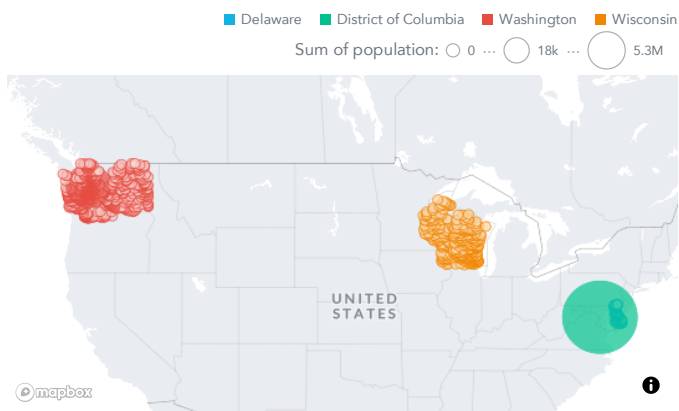 Delaware District of Columbia Washington Wisconsin
Sum of population: 0 ··· 18k ··· 5.3M
UNITED
STATES
mapbox
i